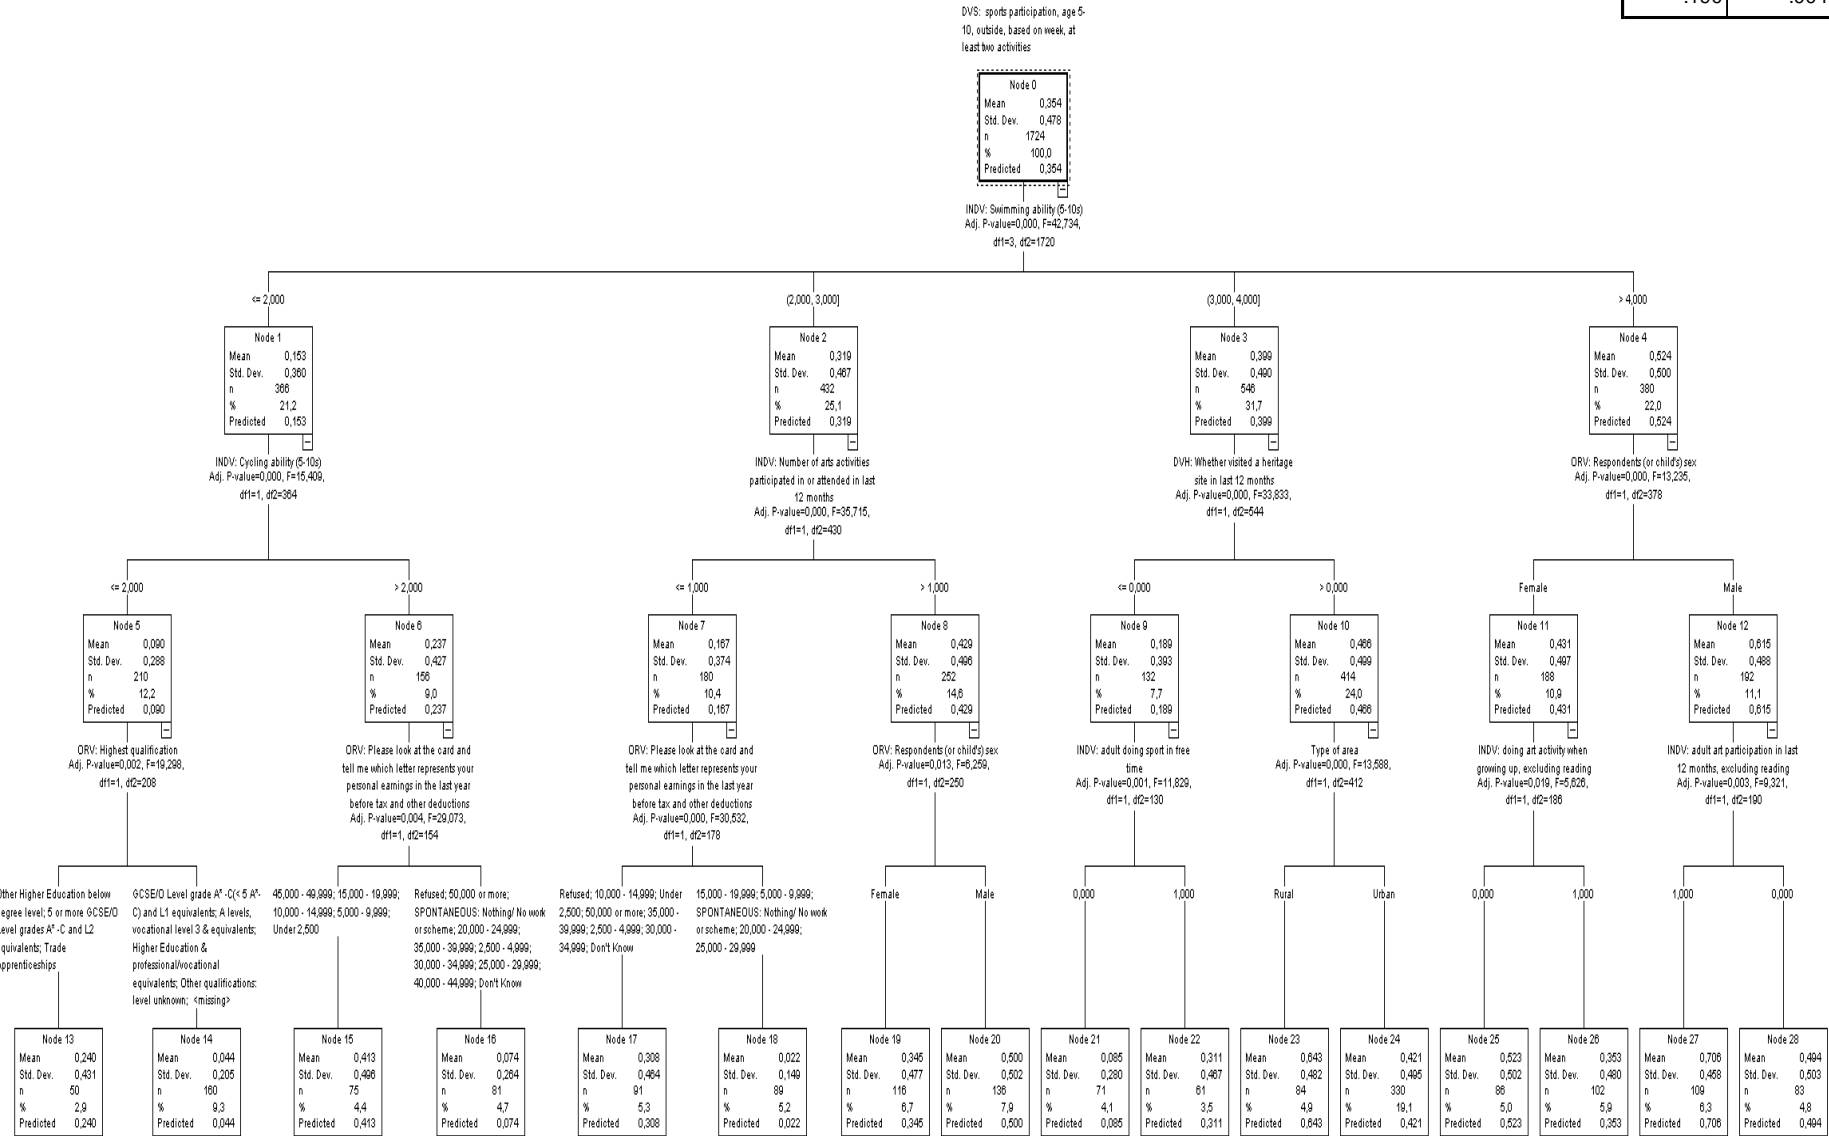 DVS: sports participation, age 5-
10, outside, based on week, at
least two activities
Node 0
Mean 0,354
Std. Dev. 0,478
n 1724
% 100,0
Predicted 0,354
INDV: Swimming ability (5-10s)
Adj. P-value=0,000, F=42,734,
df1=3, df2=1720
<= 2,000
(2,000, 3,000]
(3,000, 4,000]
> 4,000
Node 1
Mean 0,153
Std. Dev. 0,360
n 366
% 21,2
Predicted 0,153
Node 2
Mean 0,319
Std. Dev. 0,467
n 432
% 25,1
Predicted 0,319
Node 3
Mean 0,399
Std. Dev. 0,490
n 546
% 31,7
Predicted 0,399
Node 4
Mean 0,524
Std. Dev. 0,500
n 380
% 22,0
Predicted 0,524
INDV: Cycling ability (5-10s)
Adj. P-value=0,000, F=15,409,
df1=1, df2=364
INDV: Number of arts activities
participated in or attended in last
12 months
Adj. P-value=0,000, F=35,715,
df1=1, df2=430
DVH: Whether visited a heritage
site in last 12 months
Adj. P-value=0,000, F=33,833,
df1=1, df2=544
ORV: Respondents (or child's) sex
Adj. P-value=0,000, F=13,235,
df1=1, df2=378
<= 2,000
> 2,000
<= 1,000
> 1,000
<= 0,000
> 0,000
Female
Male
Node 5
Mean 0,090
Std. Dev. 0,288
n 210
% 12,2
Predicted 0,090
Node 6
Mean 0,237
Std. Dev. 0,427
n 156
% 9,0
Predicted 0,237
Node 7
Mean 0,167
Std. Dev. 0,374
n 180
% 10,4
Predicted 0,167
Node 8
Mean 0,429
Std. Dev. 0,496
n 252
% 14,6
Predicted 0,429
Node 9
Mean 0,189
Std. Dev. 0,393
n 132
% 7,7
Predicted 0,189
Node 10
Mean 0,466
Std. Dev. 0,499
n 414
% 24,0
Predicted 0,466
Node 11
Mean 0,431
Std. Dev. 0,497
n 188
% 10,9
Predicted 0,431
Node 12
Mean 0,615
Std. Dev. 0,488
n 192
% 11,1
Predicted 0,615
ORV: Highest qualification
Adj. P-value=0,002, F=19,298,
df1=1, df2=208
ORV: Please look at the card and
tell me which letter represents your
personal earnings in the last year
before tax and other deductions
Adj. P-value=0,004, F=29,073,
df1=1, df2=154
ORV: Please look at the card and
tell me which letter represents your
personal earnings in the last year
before tax and other deductions
Adj. P-value=0,000, F=30,532,
df1=1, df2=178
ORV: Respondents (or child's) sex
Adj. P-value=0,013, F=6,259,
df1=1, df2=250
INDV: adult doing sport in free
time
Adj. P-value=0,001, F=11,829,
df1=1, df2=130
Type of area
Adj. P-value=0,000, F=13,588,
df1=1, df2=412
INDV: doing art activity when
growing up, excluding reading
Adj. P-value=0,019, F=5,626,
df1=1, df2=186
INDV: adult art participation in last
12 months, excluding reading
Adj. P-value=0,003, F=9,321,
df1=1, df2=190
Higher Education below
level; 5 or more GCSE/O
grades A* -C and L2
Trade
GCSE/O Level grade A* -C(< 5 A*-
C) and L1 equivalents; A levels,
vocational level 3 & equivalents;
Higher Education &
professional/vocational
equivalents; Other qualifications:
level unknown; <missing>
45,000 - 49,999; 15,000 - 19,999;
10,000 - 14,999; 5,000 - 9,999;
Under 2,500
Refused; 50,000 or more;
SPONTANEOUS: Nothing/ No work
or scheme; 20,000 - 24,999;
35,000 - 39,999; 2,500 - 4,999;
30,000 - 34,999; 25,000 - 29,999;
40,000 - 44,999; Don't Know
Refused; 10,000 - 14,999; Under
2,500; 50,000 or more; 35,000 -
39,999; 2,500 - 4,999; 30,000 -
34,999; Don't Know
15,000 - 19,999; 5,000 - 9,999;
SPONTANEOUS: Nothing/ No work
or scheme; 20,000 - 24,999;
25,000 - 29,999
Female
Male
0,000
1,000
Rural
Urban
0,000
1,000
1,000
0,000
Node 13
Mean 0,240
Std. Dev. 0,431
n 50
% 2,9
Predicted 0,240
Node 14
Mean 0,044
Std. Dev. 0,205
n 160
% 9,3
Predicted 0,044
Node 15
Mean 0,413
Std. Dev. 0,496
n 75
% 4,4
Predicted 0,413
Node 16
Mean 0,074
Std. Dev. 0,264
n 81
% 4,7
Predicted 0,074
Node 17
Mean 0,308
Std. Dev. 0,464
n 91
% 5,3
Predicted 0,308
Node 18
Mean 0,022
Std. Dev. 0,149
n 89
% 5,2
Predicted 0,022
Node 19
Mean 0,345
Std. Dev. 0,477
n 116
% 6,7
Predicted 0,345
Node 20
Mean 0,500
Std. Dev. 0,502
n 136
% 7,9
Predicted 0,500
Node 21
Mean 0,085
Std. Dev. 0,280
n 71
% 4,1
Predicted 0,085
Node 22
Mean 0,311
Std. Dev. 0,467
n 61
% 3,5
Predicted 0,311
Node 23
Mean 0,643
Std. Dev. 0,482
n 84
% 4,9
Predicted 0,643
Node 24
Mean 0,421
Std. Dev. 0,495
n 330
% 19,1
Predicted 0,421
Node 25
Mean 0,523
Std. Dev. 0,502
n 86
% 5,0
Predicted 0,523
Node 26
Mean 0,353
Std. Dev. 0,480
n 102
% 5,9
Predicted 0,353
Node 27
Mean 0,706
Std. Dev. 0,458
n 109
% 6,3
Predicted 0,706
Node 28
Mean 0,494
Std. Dev. 0,503
n 83
% 4,8
Predicted 0,494